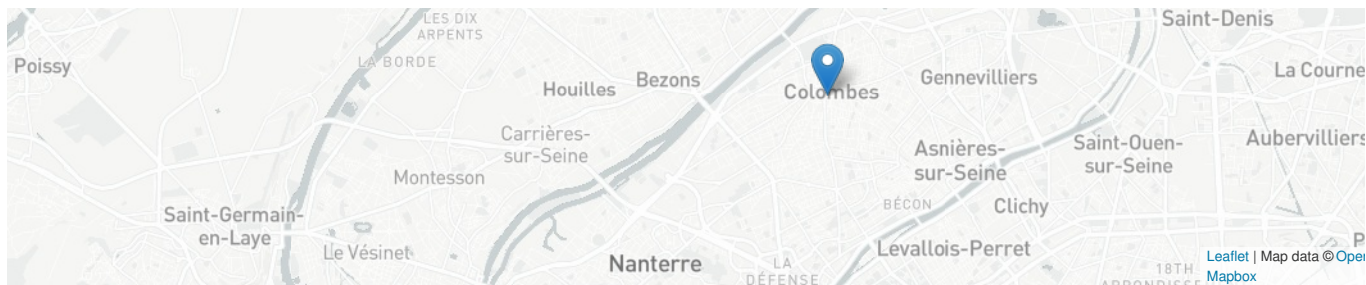 LES DIX
ARPENTS
Saint-Denis
Poissy
LA BORDE
La Courne
Houilles
Bezons
Gennevilliers
Colombes
Carrières-
sur-Seine
Aubervilliers
Asnières-
sur-Seine
Saint-Ouen-
sur-Seine
Montesson
BÉCON
Clichy
Saint-Germain-
en-Laye
Le Vésinet
Levallois-Perret
Nanterre
LA
DÉFENSE
P
18TH
Leaflet | Map data © Open
Mapbox